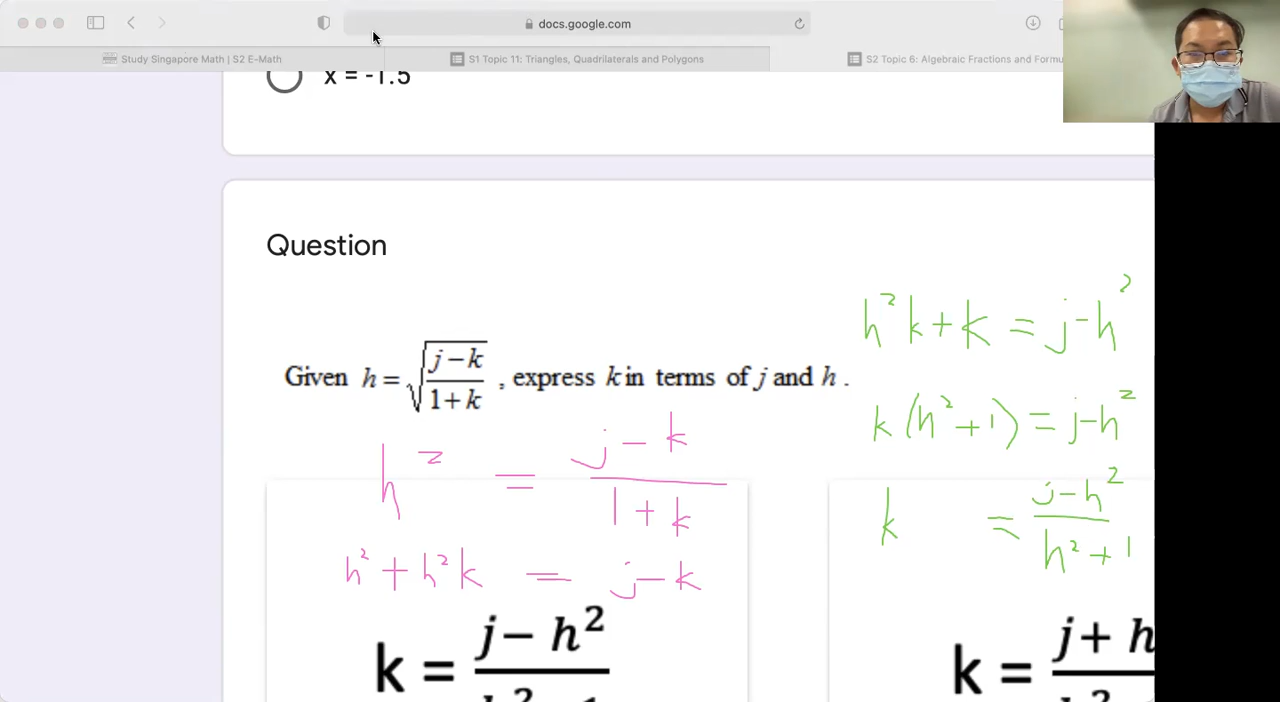 docs.google.com
Study Singapore Math | S2 E-Math
S1 Topic 11: Triangles, Quadrilaterals and Polygons
S2 Topic 6: Algebraic Fractions and Formu
x = -1.5
Question
Given h = √((j−k)/(1+k)) , express k in terms of j and h .
h² = (j−k)/(1+k)
h² + h²k = j−k
h²k + k = j−h²
k(h²+1) = j−h²
k = (j−h²)/(h²+1)
k = j− h²
k = j+ h